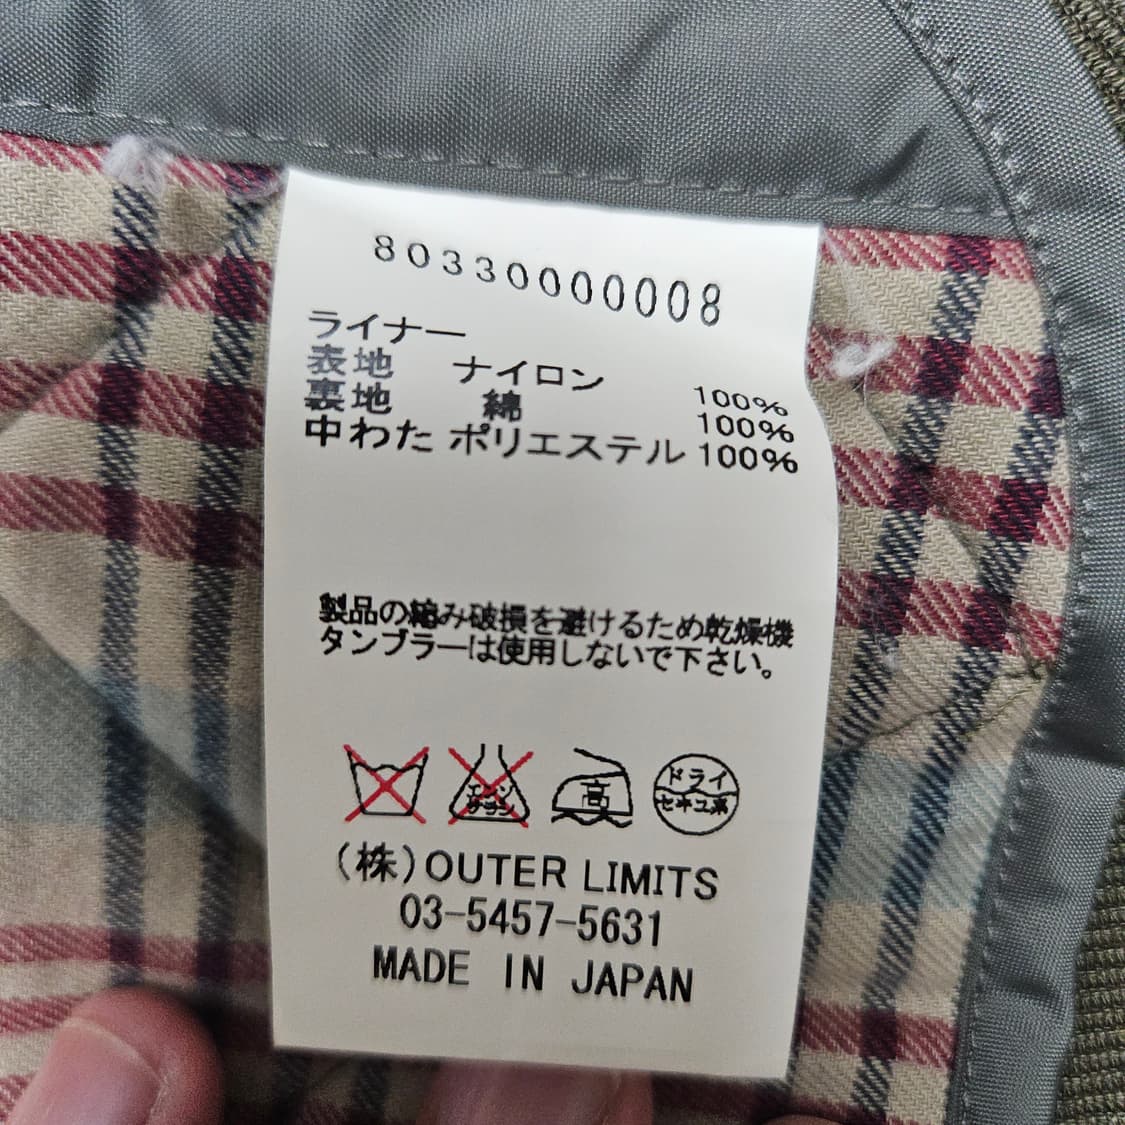 80330000008
ライナー
表地 ナイロン 100%
裏地 綿 100%
中わた ポリエステル 100%
製品の縮み破損を避けるため乾燥機
タンブラーは使用しないで下さい。
エンソ サラシ 高 ドライ セキユ系
(株)OUTER LIMITS
03-5457-5631
MADE IN JAPAN